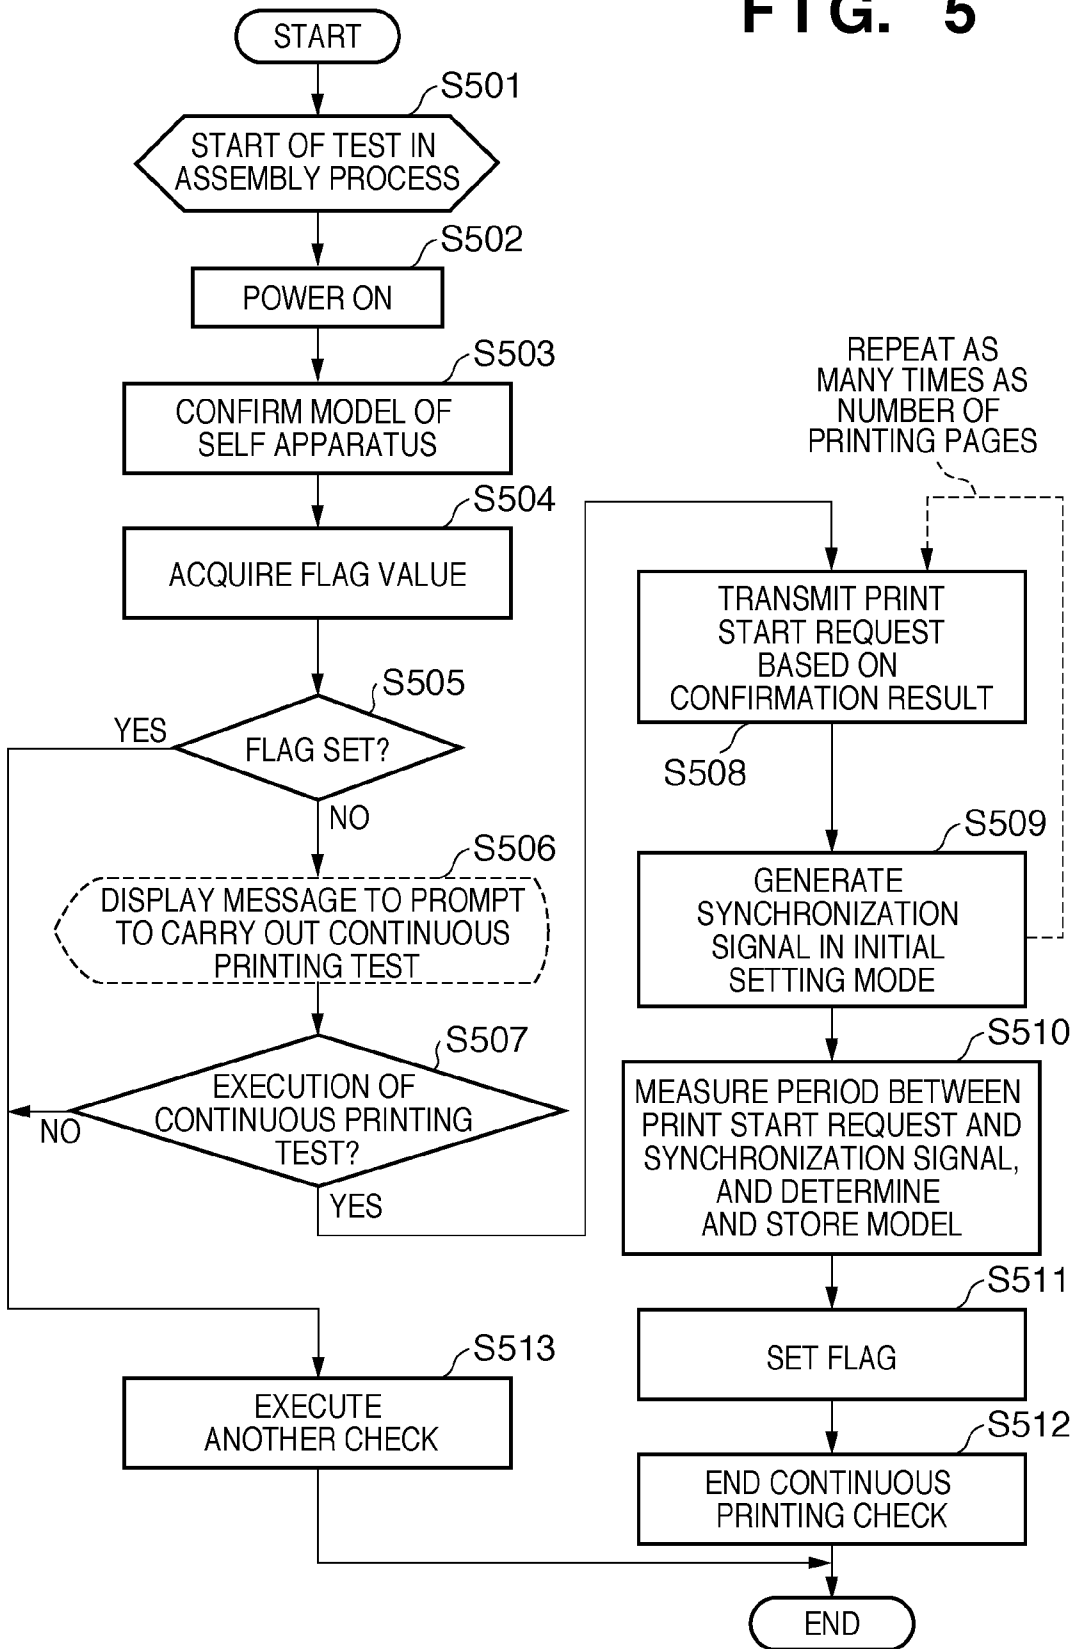 FIG. 5
START
S501
START OF TEST IN
ASSEMBLY PROCESS
S502
POWER ON
S503
CONFIRM MODEL OF
SELF APPARATUS
S504
ACQUIRE FLAG VALUE
S505
YES
FLAG SET?
NO
S506
DISPLAY MESSAGE TO PROMPT
TO CARRY OUT CONTINUOUS
PRINTING TEST
S507
EXECUTION OF
CONTINUOUS PRINTING
TEST?
NO
YES
S513
EXECUTE
ANOTHER CHECK
REPEAT AS
MANY TIMES AS
NUMBER OF
PRINTING PAGES
TRANSMIT PRINT
START REQUEST
BASED ON
CONFIRMATION RESULT
S508
S509
GENERATE
SYNCHRONIZATION
SIGNAL IN INITIAL
SETTING MODE
S510
MEASURE PERIOD BETWEEN
PRINT START REQUEST AND
SYNCHRONIZATION SIGNAL,
AND DETERMINE
AND STORE MODEL
S511
SET FLAG
S512
END CONTINUOUS
PRINTING CHECK
END